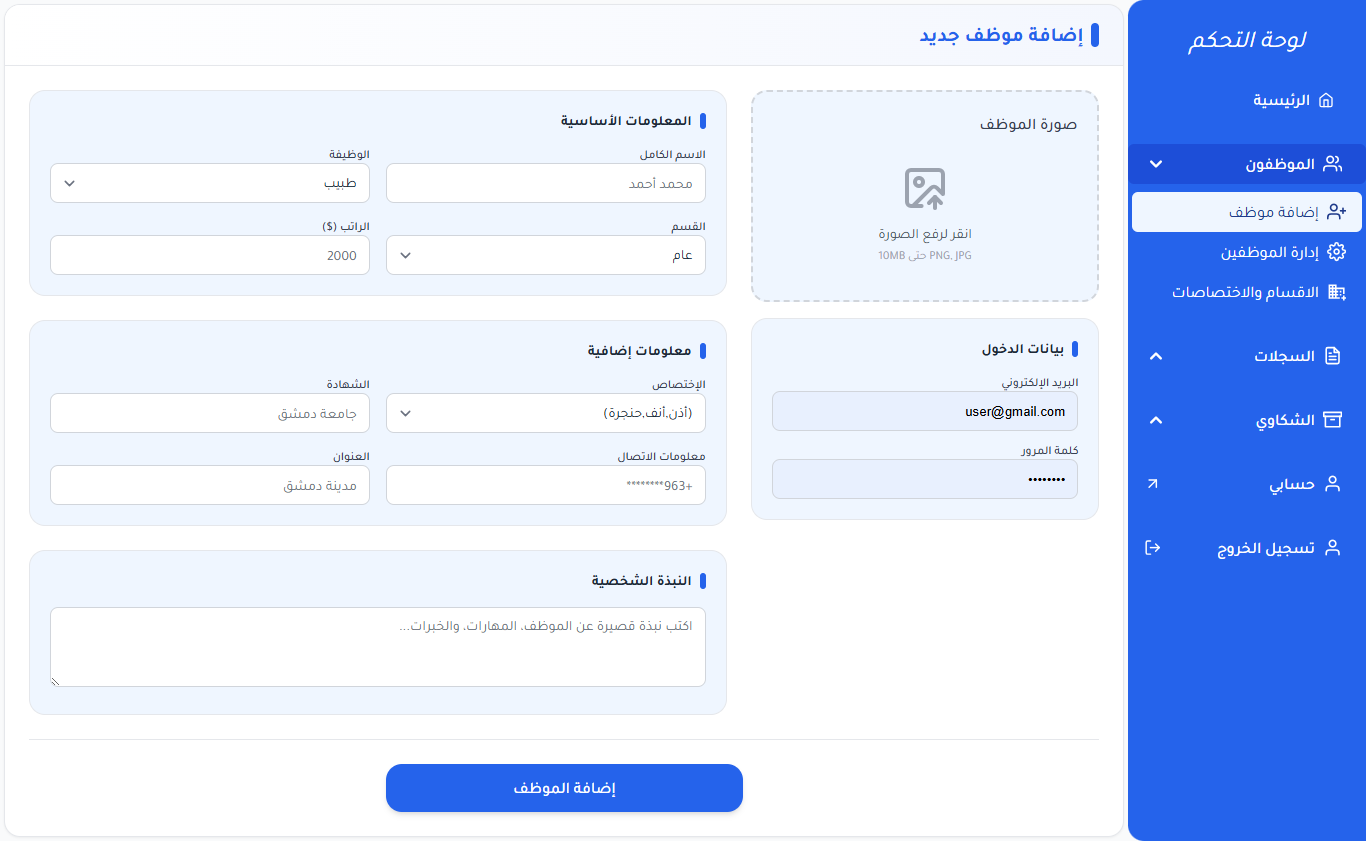 لوحة التحكم
الرئيسية
الموظفون
إضافة موظف
إدارة الموظفين
الاقسام والاختصاصات
السجلات
الشكاوي
حسابي
تسجيل الخروج
إضافة موظف جديد
صورة الموظف
انقر لرفع الصورة
PNG, JPG حتى 10MB
بيانات الدخول
البريد الإلكتروني
user@gmail.com
كلمة المرور
••••••••
المعلومات الأساسية
الاسم الكامل
الوظيفة
محمد أحمد
طبيب
القسم
الراتب ($)
عام
2000
معلومات إضافية
الإختصاص
الشهادة
(أذن,أنف,حنجرة)
جامعة دمشق
معلومات الاتصال
العنوان
+963********
مدينة دمشق
النبذة الشخصية
اكتب نبذة قصيرة عن الموظف، المهارات، والخبرات...
إضافة الموظف